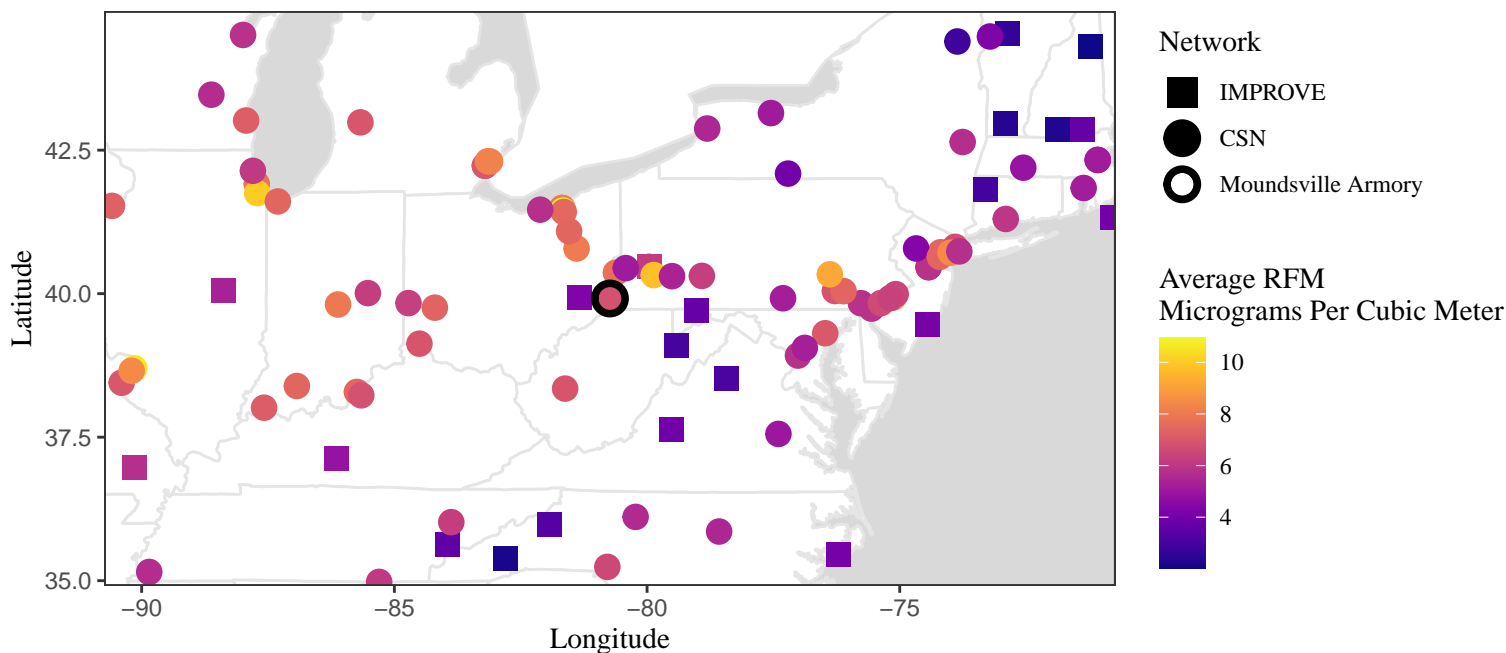 42.5
40.0
37.5
35.0
−90
−85
−80
−75
Longitude
Latitude
Network
IMPROVE
CSN
Moundsville Armory
Average RFM
Micrograms Per Cubic Meter
10
8
6
4